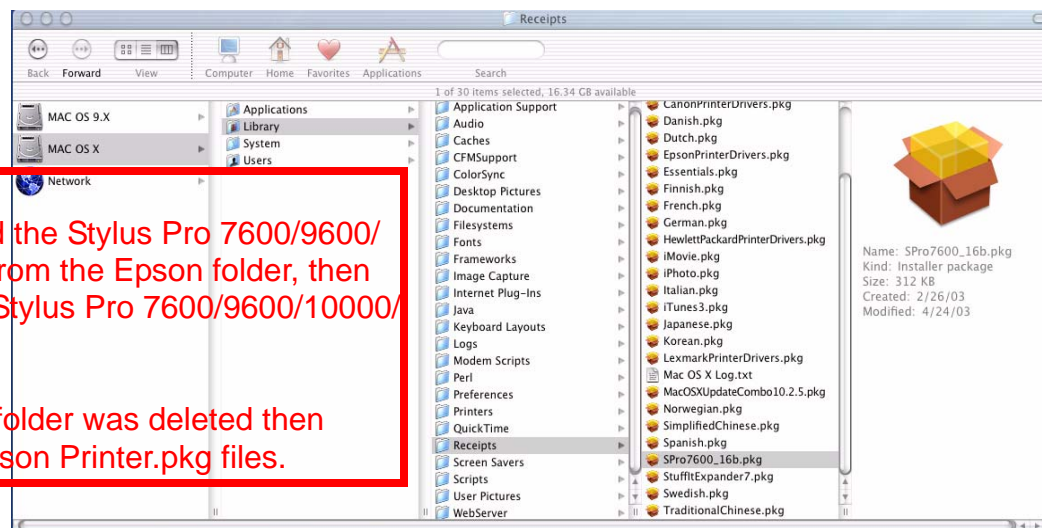 Receipts
Back Forward View Computer Home Favorites Applications Search
1 of 30 items selected, 16.34 GB available
MAC OS 9.X
MAC OS X
Network
Applications
Library
System
Users
Application Support
Audio
Caches
CFMSupport
ColorSync
Desktop Pictures
Documentation
Filesystems
Fonts
Frameworks
Image Capture
Internet Plug-Ins
Java
Keyboard Layouts
Logs
Modem Scripts
Perl
Preferences
Printers
QuickTime
Receipts
Screen Savers
Scripts
User Pictures
WebServer
CanonPrinterDrivers.pkg
Danish.pkg
Dutch.pkg
EpsonPrinterDrivers.pkg
Essentials.pkg
Finnish.pkg
French.pkg
German.pkg
HewlettPackardPrinterDrivers.pkg
iMovie.pkg
iPhoto.pkg
Italian.pkg
iTunes3.pkg
Japanese.pkg
Korean.pkg
LexmarkPrinterDrivers.pkg
Mac OS X Log.txt
MacOSXUpdateCombo10.2.5.pkg
Norwegian.pkg
SimplifiedChinese.pkg
Spanish.pkg
SPro7600_16b.pkg
StuffItExpander7.pkg
Swedish.pkg
TraditionalChinese.pkg
Name: SPro7600_16b.pkg
Kind: Installer package
Size: 312 KB
Created: 2/26/03
Modified: 4/24/03
the Stylus Pro 7600/9600/
from the Epson folder, then
Stylus Pro 7600/9600/10000/
folder was deleted then
son Printer.pkg files.